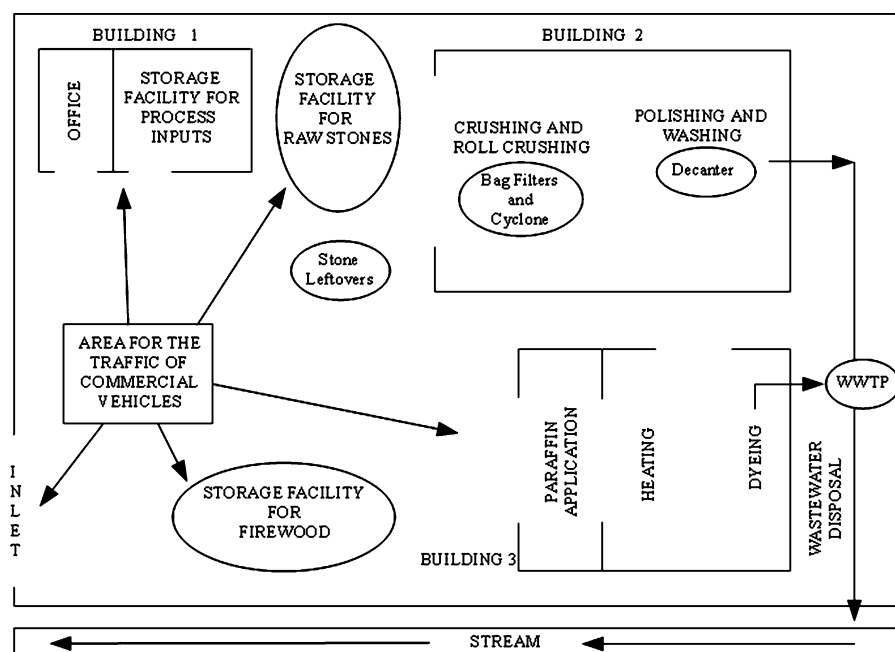 BUILDING 1
OFFICE
STORAGE
FACILITY FOR
PROCESS
INPUTS
STORAGE
FACILITY
FOR
RAW STONES
BUILDING 2
CRUSHING AND
ROLL CRUSHING
Bag Filters
and
Cyclone
POLISHING AND
WASHING
Decanter
Stone
Leftovers
AREA FOR THE
TRAFFIC OF
COMMERCIAL
VEHICLES
INLET
STORAGE FACILITY
FOR
FIREWOOD
BUILDING 3
PARAFFIN
APPLICATION
HEATING
DYEING
WWTP
WASTEWATER
DISPOSAL
STREAM